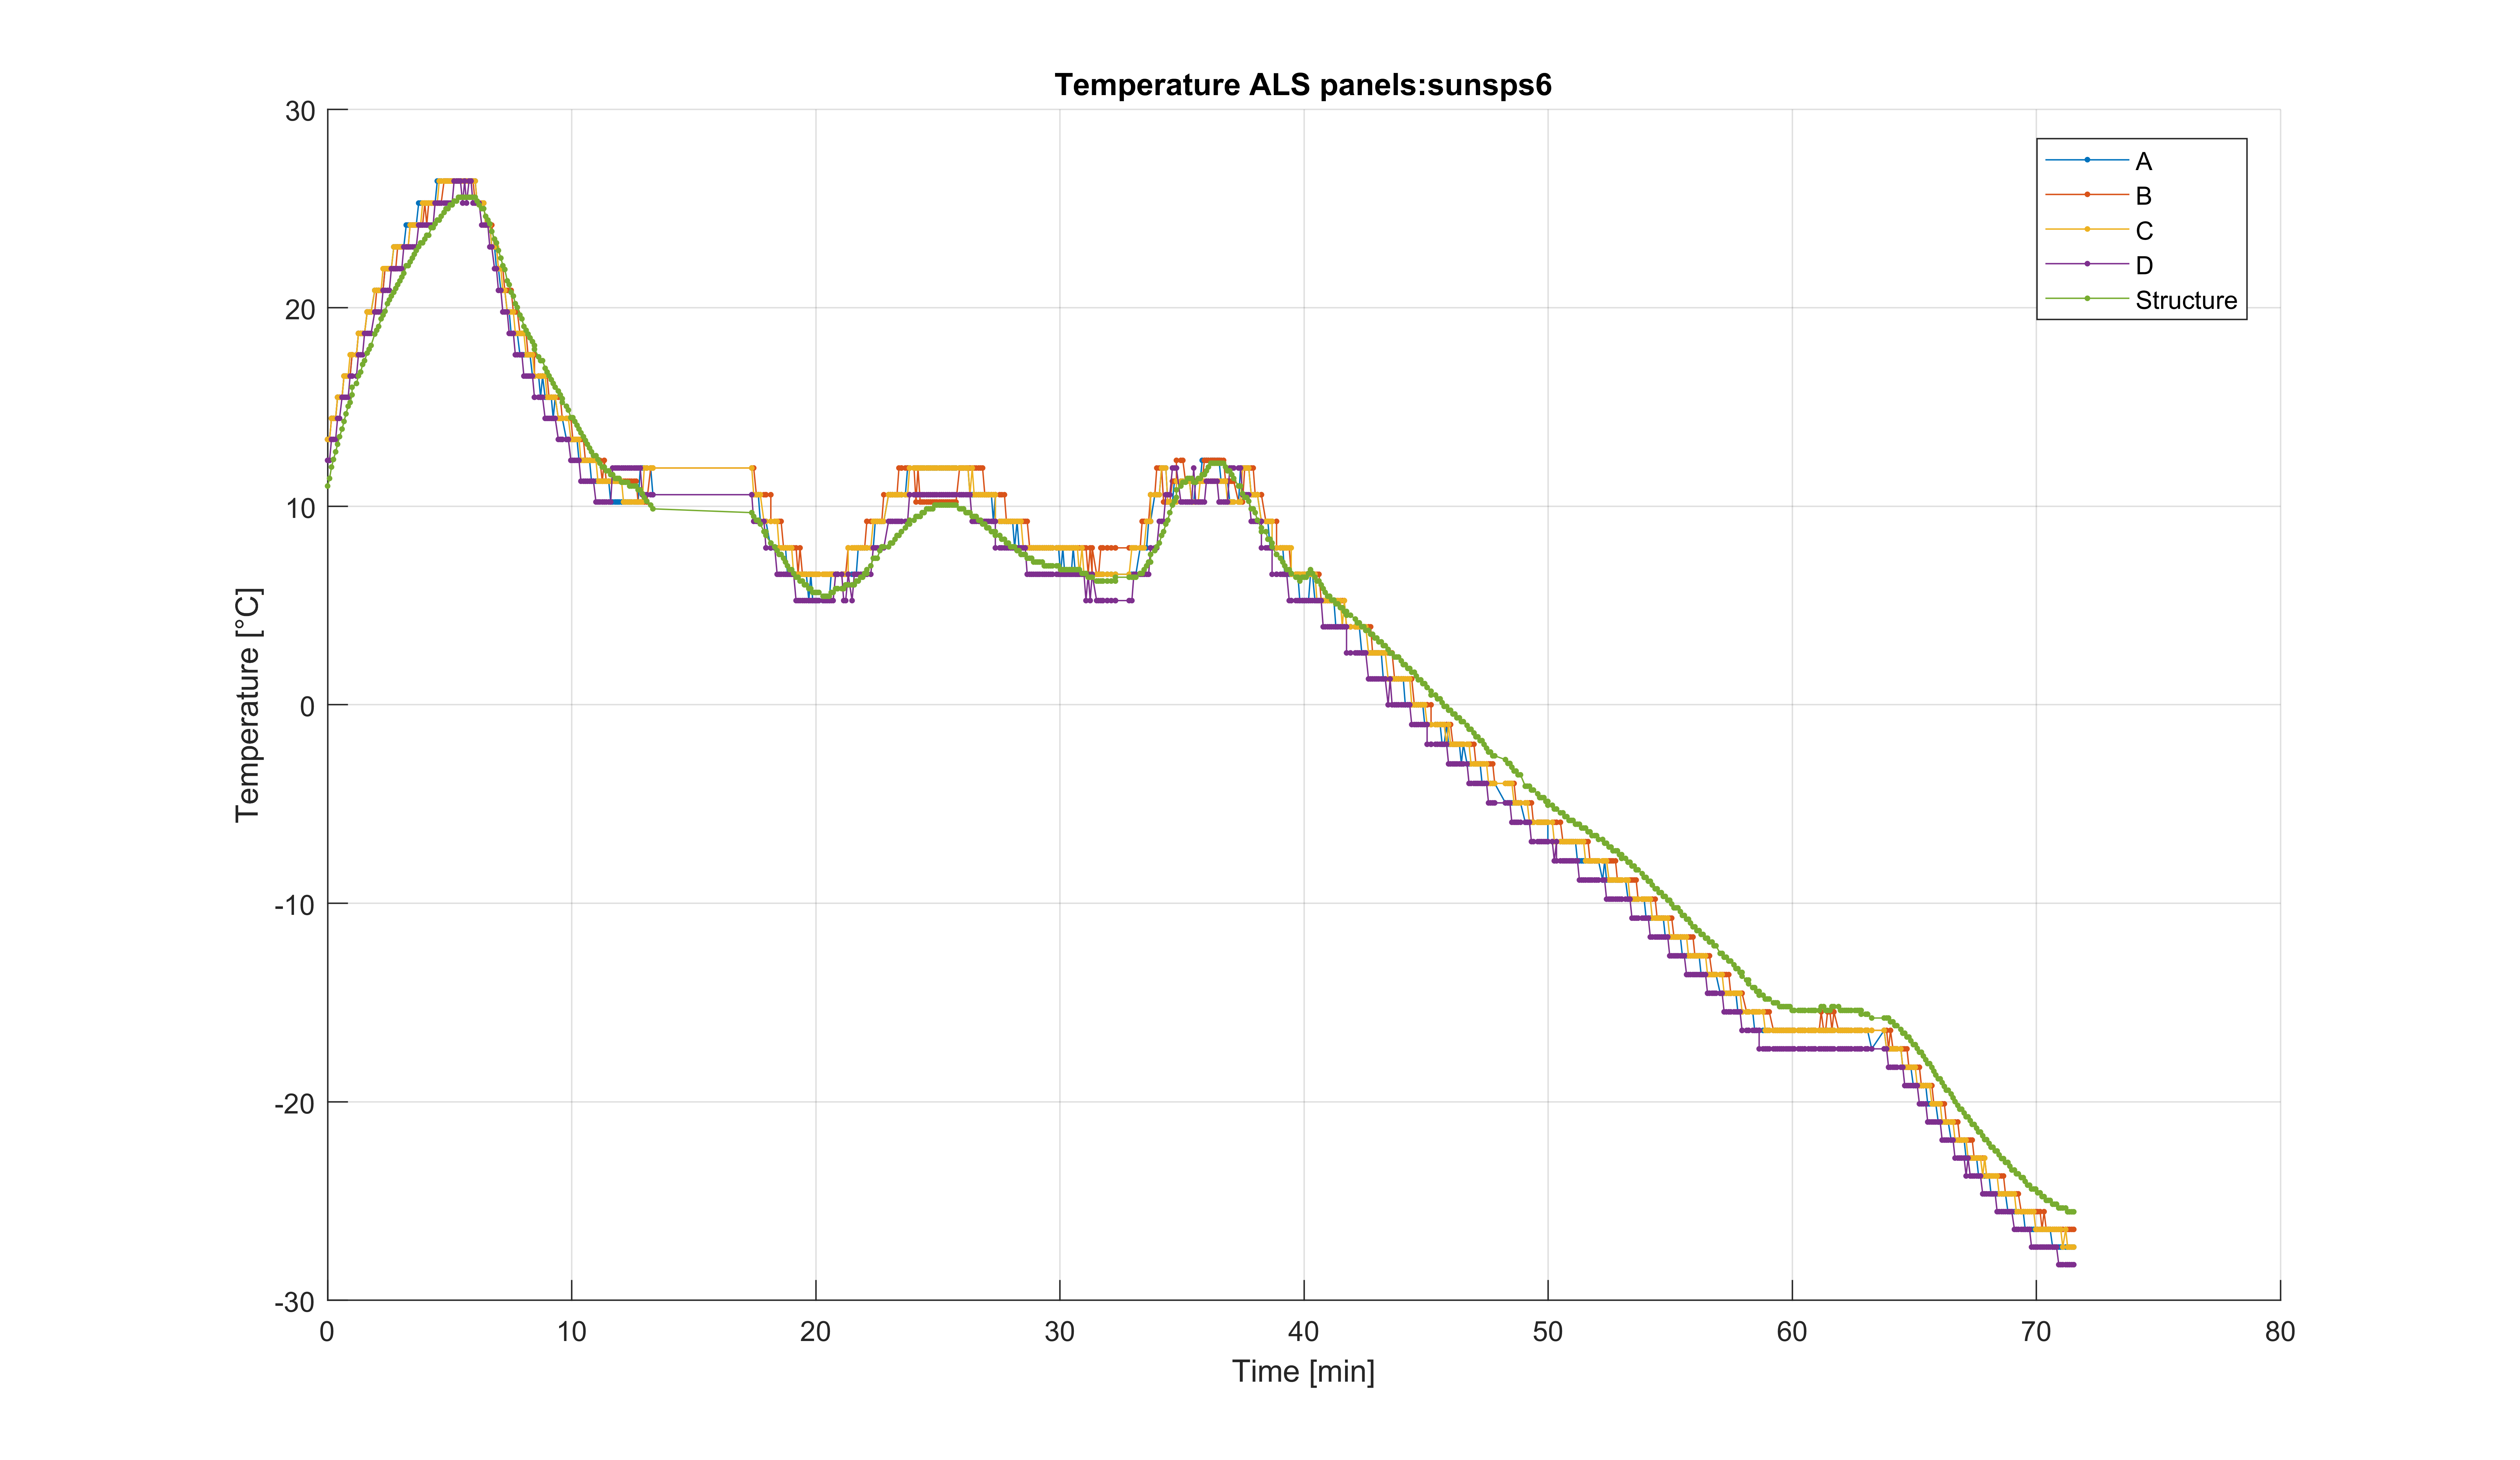 Temperature ALS panels:sunsps6
30
20
10
0
-10
-20
-30
Temperature [°C]
A
B
C
D
Structure
0 10 20 30 40 50 60 70 80
Time [min]